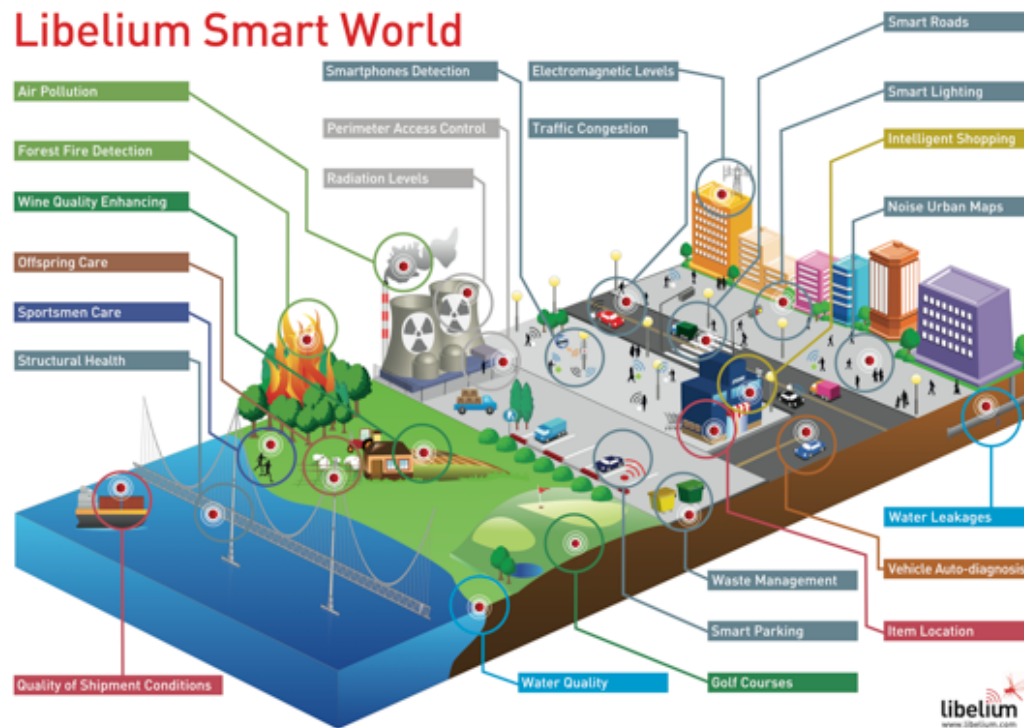 Libelium Smart World
Air Pollution
Forest Fire Detection
Wine Quality Enhancing
Offspring Care
Sportsmen Care
Structural Health
Quality of Shipment Conditions
Smartphones Detection
Perimeter Access Control
Radiation Levels
Electromagnetic Levels
Traffic Congestion
Smart Roads
Smart Lighting
Intelligent Shopping
Noise Urban Maps
Water Leakages
Vehicle Auto-diagnosis
Item Location
Waste Management
Smart Parking
Golf Courses
Water Quality
libelium
www.libelium.com